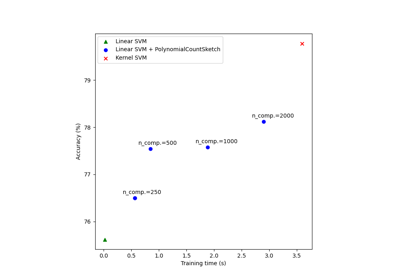 Linear SVM
Linear SVM + PolynomialCountSketch
Kernel SVM
n_comp.=2000
n_comp.=500
n_comp.=1000
n_comp.=250
79
78
77
76
Accuracy (%)
0.0 0.5 1.0 1.5 2.0 2.5 3.0 3.5
Training time (s)